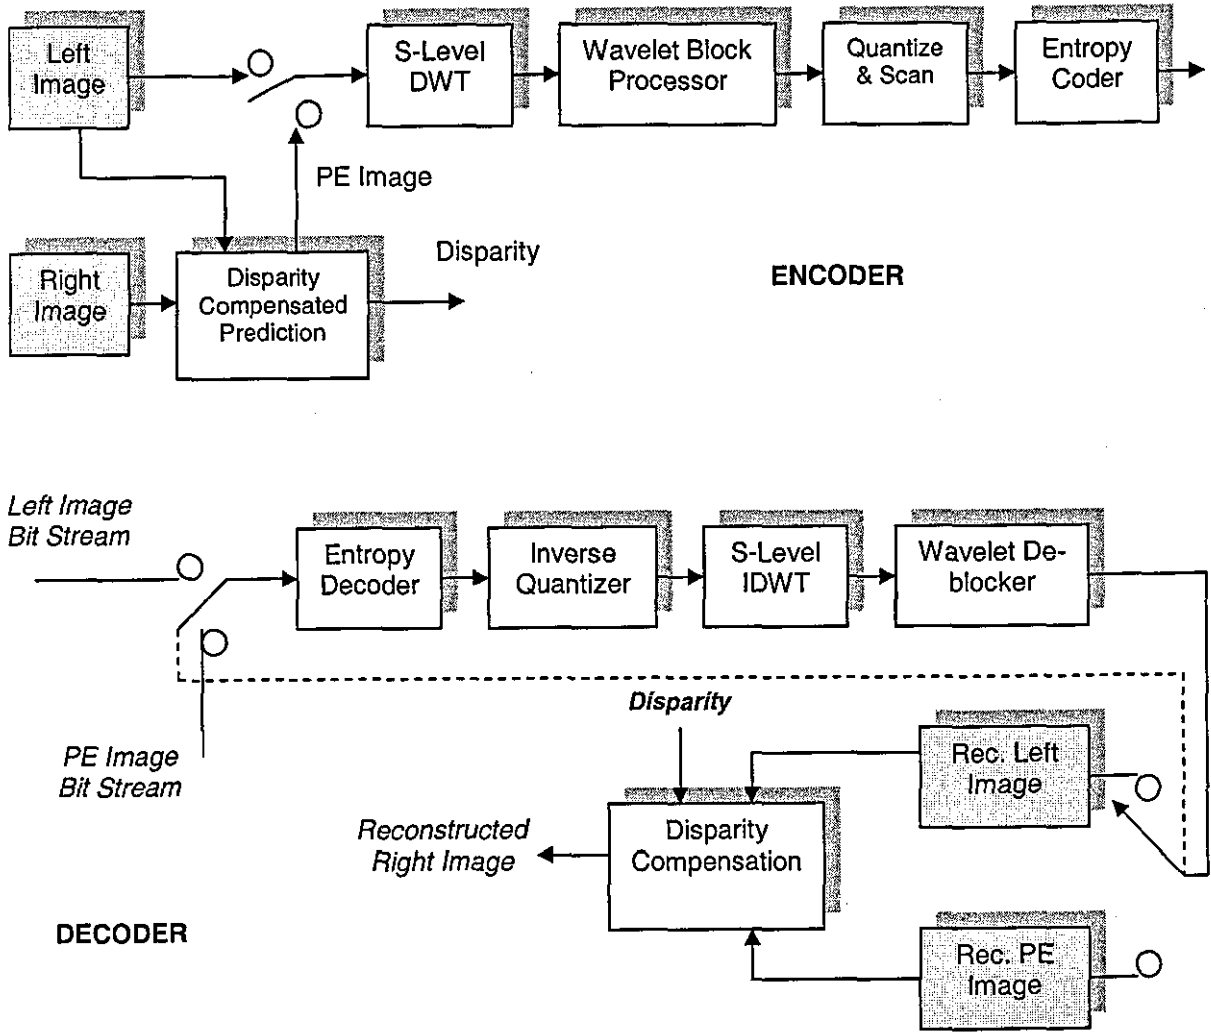 Left
Image
S-Level
DWT
Wavelet Block
Processor
Quantize
& Scan
Entropy
Coder
PE Image
Right
Image
Disparity
Compensated
Prediction
Disparity
ENCODER
Left Image
Bit Stream
Entropy
Decoder
Inverse
Quantizer
S-Level
IDWT
Wavelet De-
blocker
PE Image
Bit Stream
Disparity
Rec. Left
Image
Reconstructed
Right Image
Disparity
Compensation
DECODER
Rec. PE
Image